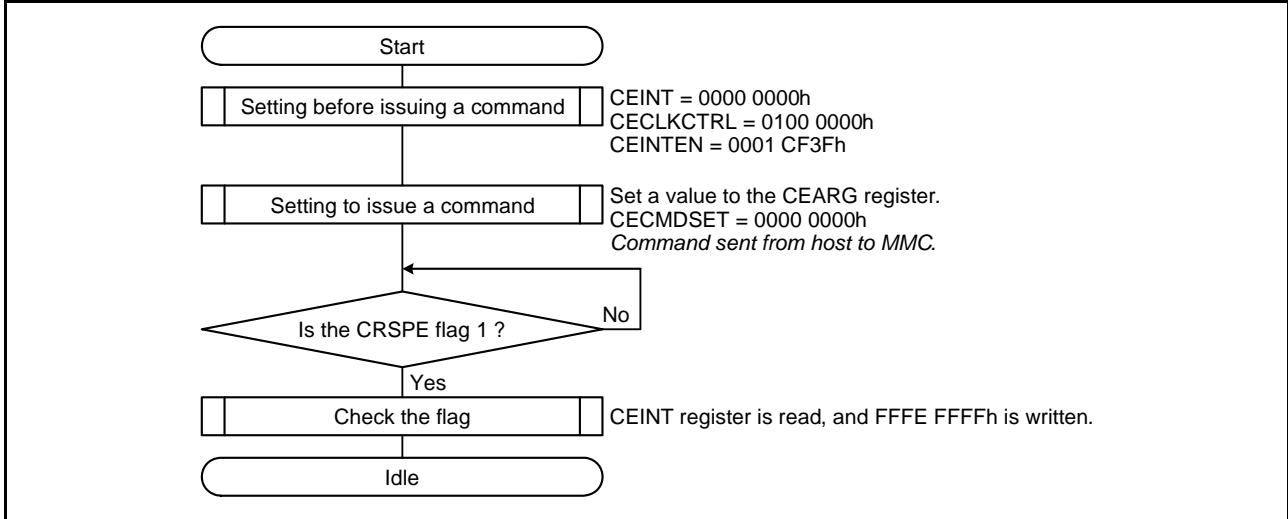 Start
Setting before issuing a command
CEINT = 0000 0000h
CECLKCTRL = 0100 0000h
CEINTEN = 0001 CF3Fh
Setting to issue a command
Set a value to the CEARG register.
CECMDSET = 0000 0000h
Command sent from host to MMC.
Is the CRSPE flag 1 ?
No
Yes
Check the flag
CEINT register is read, and FFFE FFFFh is written.
Idle